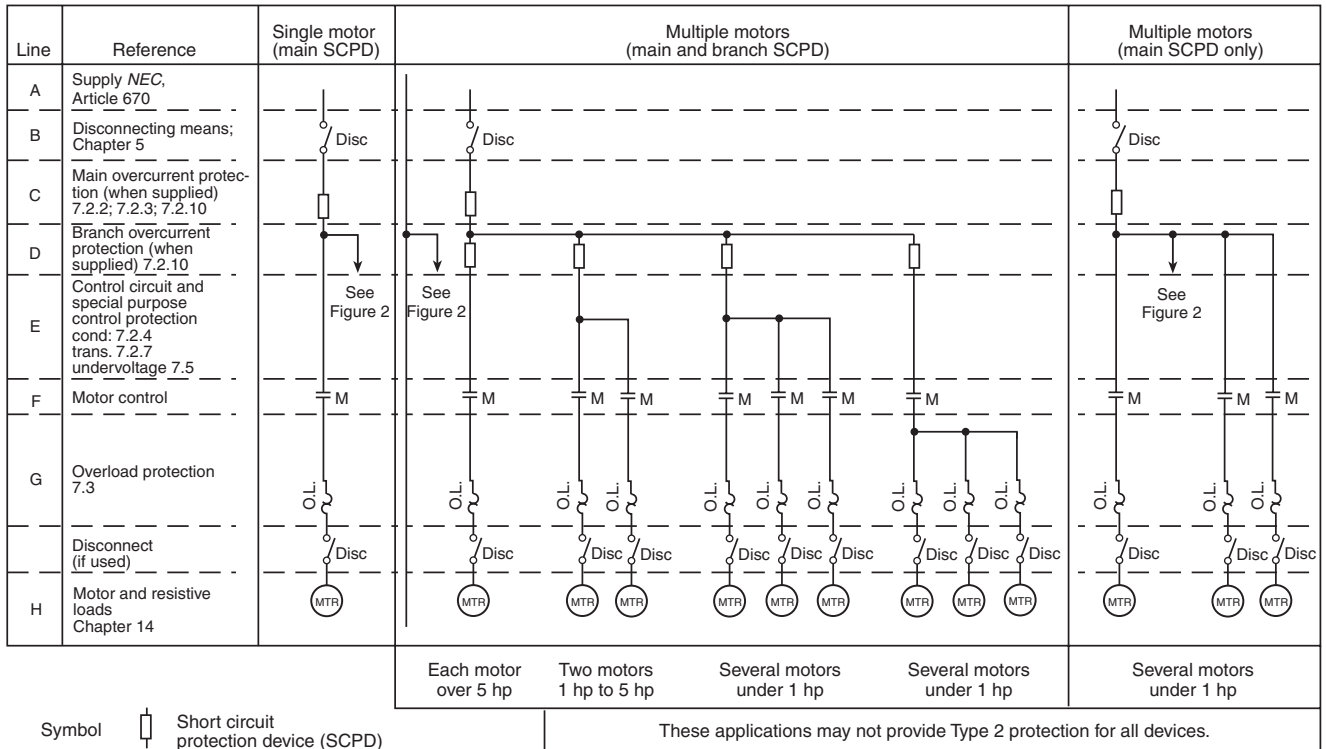 Line
Reference
Single motor
(main SCPD)
Multiple motors
(main and branch SCPD)
Multiple motors
(main SCPD only)
A
Supply NEC,
Article 670
B
Disconnecting means;
Chapter 5
Disc
Disc
Disc
C
Main overcurrent protec-
tion (when supplied)
7.2.2; 7.2.3; 7.2.10
D
Branch overcurrent
protection (when
supplied) 7.2.10
E
Control circuit and
special purpose
control protection
cond: 7.2.4
trans. 7.2.7
undervoltage 7.5
See
Figure 2
See
Figure 2
See
Figure 2
F
Motor control
M
M
M
M
M
M
M
M
M
M
M
G
Overload protection
7.3
O.L.
O.L.
O.L.
O.L.
O.L.
O.L.
O.L.
O.L.
O.L.
O.L.
O.L.
O.L.
O.L.
Disconnect
(if used)
Disc
Disc
Disc
Disc
Disc
Disc
Disc
Disc
Disc
Disc
Disc
Disc
Disc
H
Motor and resistive
loads
Chapter 14
MTR
MTR
MTR
MTR
MTR
MTR
MTR
MTR
MTR
MTR
MTR
MTR
MTR
Each motor
over 5 hp
Two motors
1 hp to 5 hp
Several motors
under 1 hp
Several motors
under 1 hp
Several motors
under 1 hp
Symbol
Short circuit
protection device (SCPD)
These applications may not provide Type 2 protection for all devices.